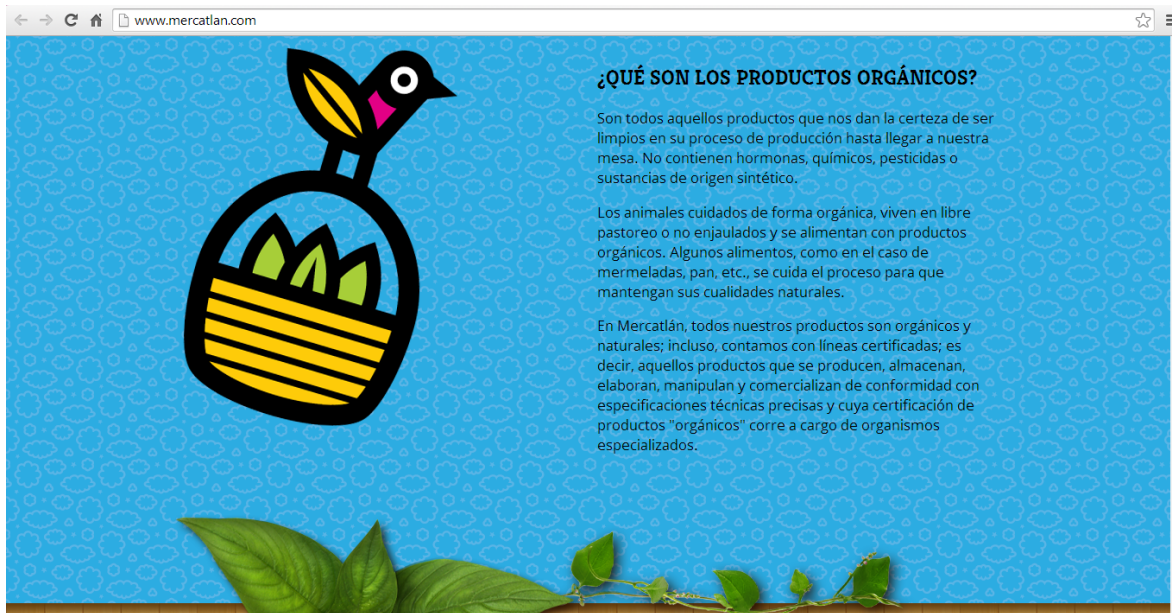 www.mercatlan.com
¿QUÉ SON LOS PRODUCTOS ORGÁNICOS?
Son todos aquellos productos que nos dan la certeza de ser
limpios en su proceso de producción hasta llegar a nuestra
mesa. No contienen hormonas, químicos, pesticidas o
sustancias de origen sintético.
Los animales cuidados de forma orgánica, viven en libre
pastoreo o no enjaulados y se alimentan con productos
orgánicos. Algunos alimentos, como en el caso de
mermeladas, pan, etc., se cuida el proceso para que
mantengan sus cualidades naturales.
En Mercatlán, todos nuestros productos son orgánicos y
naturales; incluso, contamos con líneas certificadas; es
decir, aquellos productos que se producen, almacenan,
elaboran, manipulan y comercializan de conformidad con
especificaciones técnicas precisas y cuya certificación de
productos "orgánicos" corre a cargo de organismos
especializados.